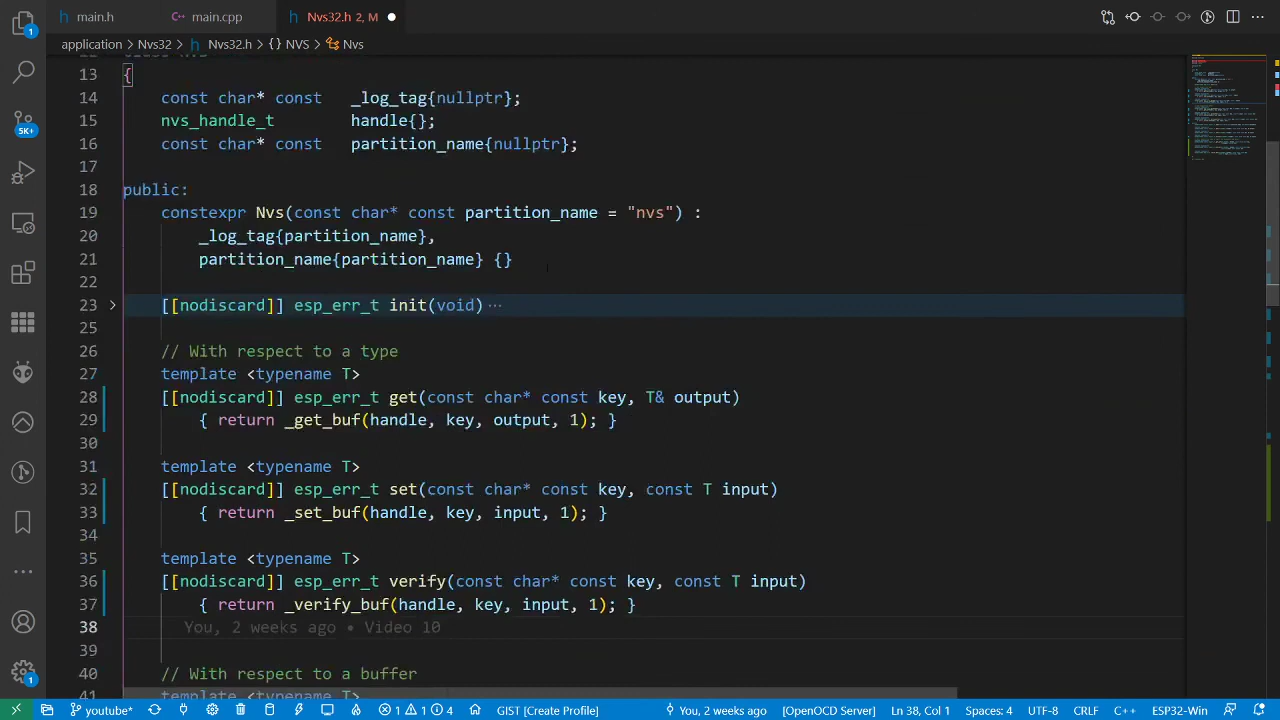 main.h
main.cpp
Nvs32.h 2, M
application > Nvs32 > Nvs32.h > {} NVS > Nvs
13 {
14 const char* const _log_tag{nullptr};
15 nvs_handle_t handle{};
16 const char* const partition_name{nullptr};
17
18 public:
19 constexpr Nvs(const char* const partition_name = "nvs") :
20 _log_tag{partition_name},
21 partition_name{partition_name} {}
22
23 [[nodiscard]] esp_err_t init(void)···
25
26 // With respect to a type
27 template <typename T>
28 [[nodiscard]] esp_err_t get(const char* const key, T& output)
29 { return _get_buf(handle, key, output, 1); }
30
31 template <typename T>
32 [[nodiscard]] esp_err_t set(const char* const key, const T input)
33 { return _set_buf(handle, key, input, 1); }
34
35 template <typename T>
36 [[nodiscard]] esp_err_t verify(const char* const key, const T input)
37 { return _verify_buf(handle, key, input, 1); }
38 You, 2 weeks ago • Video 10
39
40 // With respect to a buffer
41 template <typename T>
1
5K+
1
youtube* 1 1 4 GIST [Create Profile] You, 2 weeks ago [OpenOCD Server] Ln 38, Col 1 Spaces: 4 UTF-8 CRLF C++ ESP32-Win